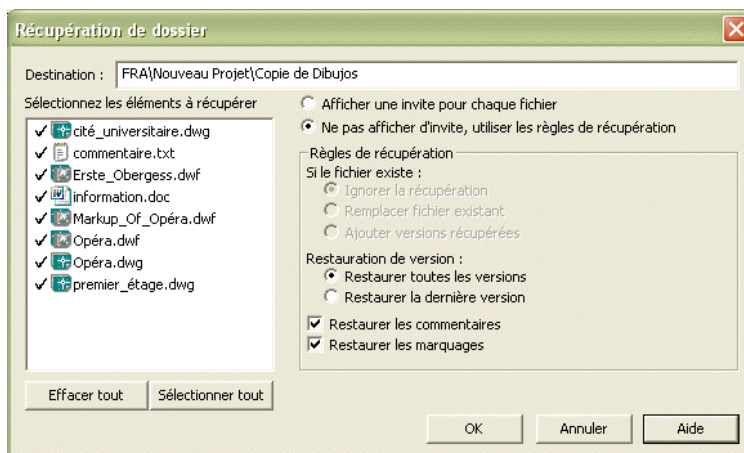 Récupération de dossier
Destination : FRA\Nouveau Projet\Copie de Dibujos
Sélectionnez les éléments à récupérer
cité_universitaire.dwg
commentaire.txt
Erste_Obergess.dwf
information.doc
Markup_Of_Opéra.dwf
Opéra.dwf
Opéra.dwg
premier_étage.dwg
Effacer tout Sélectionner tout
Afficher une invite pour chaque fichier
Ne pas afficher d'invite, utiliser les règles de récupération
Règles de récupération
Si le fichier existe :
Ignorer la récupération
Remplacer fichier existant
Ajouter versions récupérées
Restauration de version :
Restaurer toutes les versions
Restaurer la dernière version
Restaurer les commentaires
Restaurer les marquages
OK Annuler Aide